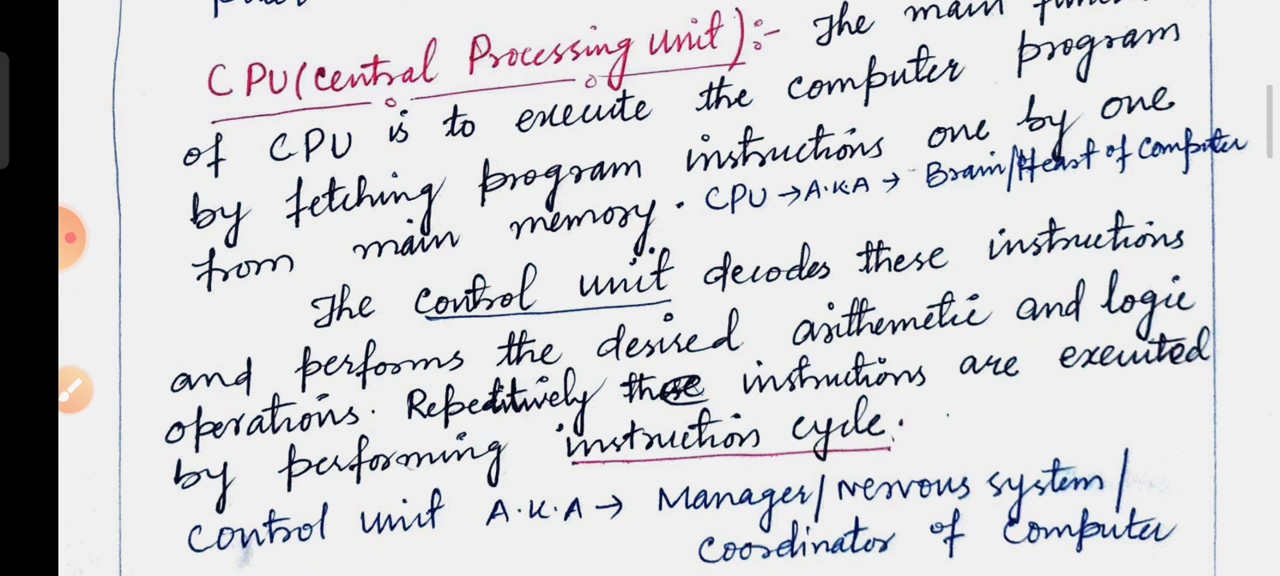 CPU (central Processing unit):- The main
of CPU is to execute the computer program
by fetching program instructions one by one
from main memory. CPU → A.K.A → Brain/Heart of Computer
The control unit decodes these instructions
and performs the desired arithemetic and logic
operations. Repeditively these instructions are executed
by performing instruction cycle.
control unit A.K.A → Manager/nervous system/
coordinator of Computer